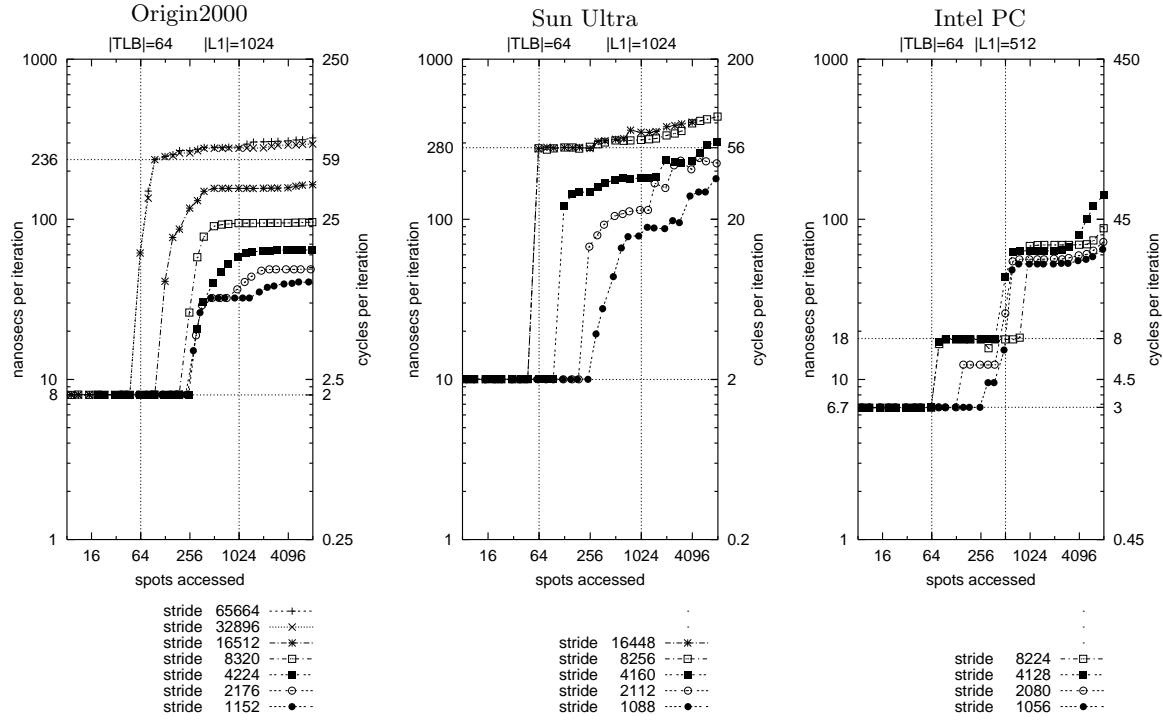 Origin2000
|TLB|=64 |L1|=1024
1000
236
100
10
8
1
250
59
25
2.5
2
0.25
nanosecs per iteration
cycles per iteration
16 64 256 1024 4096
spots accessed
stride 65664
stride 32896
stride 16512
stride 8320
stride 4224
stride 2176
stride 1152
Sun Ultra
|TLB|=64 |L1|=1024
1000
280
100
10
1
200
56
20
2
0.2
nanosecs per iteration
cycles per iteration
16 64 256 1024 4096
spots accessed
stride 16448
stride 8256
stride 4160
stride 2112
stride 1088
Intel PC
|TLB|=64 |L1|=512
1000
100
18
10
6.7
1
450
45
8
4.5
3
0.45
nanosecs per iteration
cycles per iteration
16 64 256 1024 4096
spots accessed
stride 8224
stride 4128
stride 2080
stride 1056